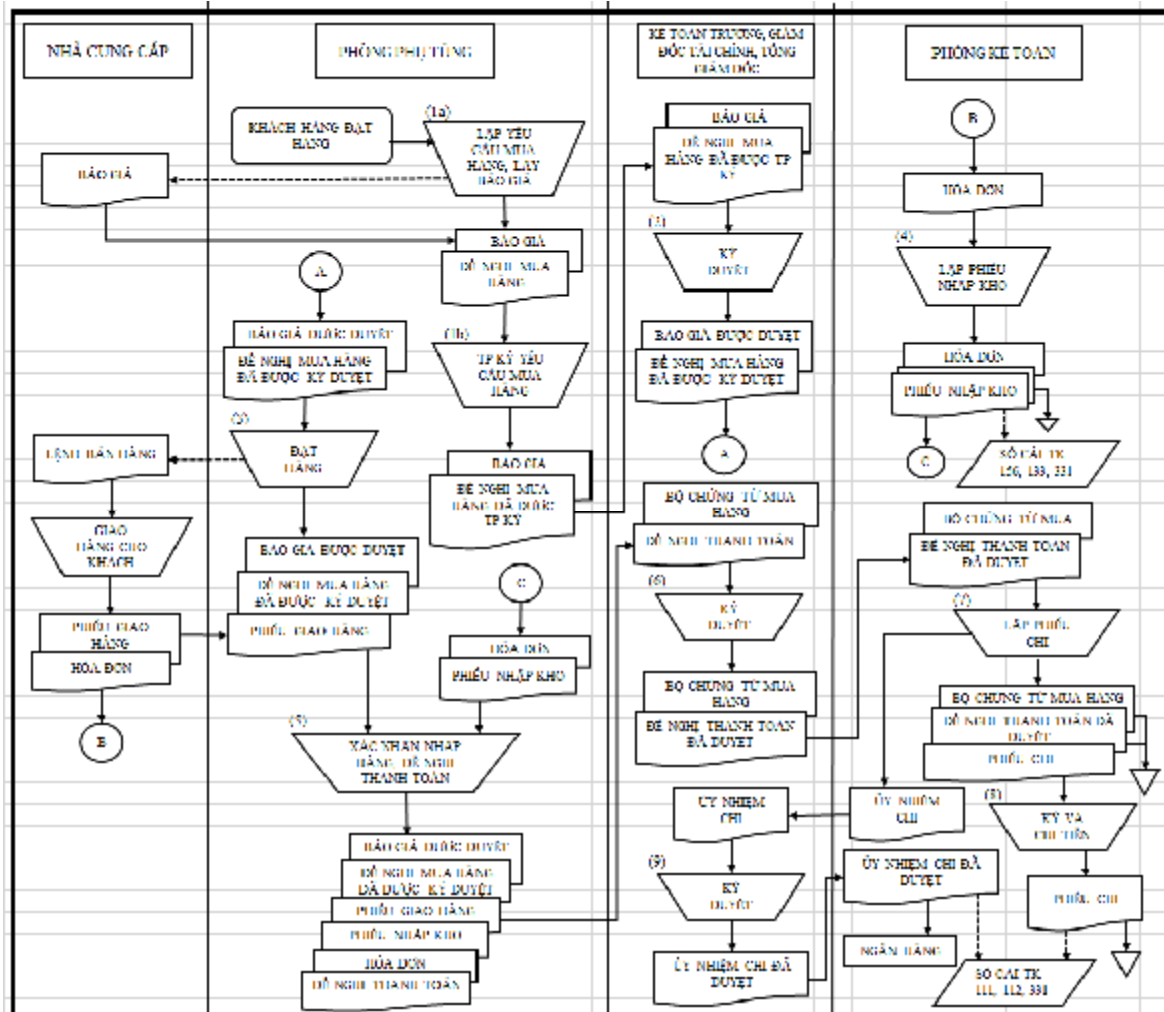 NHÀ CUNG CẤP
PHÒNG PHỤ TÙNG
KẾ TOÁN TRƯỞNG, GIÁM
ĐỐC TÀI CHÍNH, TỔNG
GIÁM ĐỐC
PHÒNG KẾ TOÁN
KHÁCH HÀNG ĐẶT
HÀNG
(1a)
LẬP YÊU
CẦU MUA
HÀNG, LẤY
BÁO GIÁ
BÁO GIÁ
BÁO GIÁ
ĐỀ NGHỊ MUA
HÀNG
A
BÁO GIÁ ĐƯỢC DUYỆT
ĐỀ NGHỊ MUA HÀNG
ĐÃ ĐƯỢC KÝ DUYỆT
(1b)
TP KÝ YÊU
CẦU MUA
HÀNG
BÁO GIÁ
ĐỀ NGHỊ MUA
HÀNG ĐÃ ĐƯỢC
TP KÝ
ĐẶT
HÀNG
LỆNH BÁN HÀNG
GIAO
HÀNG CHO
KHÁCH
PHIẾU GIAO
HÀNG
HÓA ĐƠN
B
BÁO GIÁ ĐƯỢC DUYỆT
ĐỀ NGHỊ MUA HÀNG
ĐÃ ĐƯỢC KÝ DUYỆT
PHIẾU GIAO HÀNG
C
HÓA ĐƠN
PHIẾU NHẬP KHO
(5)
XÁC NHẬN NHẬP
HÀNG, ĐỀ NGHỊ
THANH TOÁN
BÁO GIÁ ĐƯỢC DUYỆT
ĐỀ NGHỊ MUA HÀNG
ĐÃ ĐƯỢC KÝ DUYỆT
PHIẾU GIAO HÀNG
PHIẾU NHẬP KHO
HÓA ĐƠN
ĐỀ NGHỊ THANH TOÁN
BÁO GIÁ
ĐỀ NGHỊ MUA
HÀNG ĐÃ ĐƯỢC TP
KÝ
KÝ
DUYỆT
BÁO GIÁ ĐƯỢC DUYỆT
ĐỀ NGHỊ MUA HÀNG
ĐÃ ĐƯỢC KÝ DUYỆT
A
BỘ CHỨNG TỪ MUA
HÀNG
ĐỀ NGHỊ THANH TOÁN
(6)
KÝ
DUYỆT
BỘ CHỨNG TỪ MUA
HÀNG
ĐỀ NGHỊ THANH TOÁN
ĐÃ DUYỆT
ỦY NHIỆM
CHI
(9)
KÝ
DUYỆT
ỦY NHIỆM CHI ĐÃ
DUYỆT
B
HÓA ĐƠN
(4)
LẬP PHIẾU
NHẬP KHO
HÓA ĐƠN
PHIẾU NHẬP KHO
C
SỔ CÁI TK
156, 133, 331
BỘ CHỨNG TỪ MUA
ĐỀ NGHỊ THANH TOÁN
ĐÃ DUYỆT
(7)
LẬP PHIẾU
CHI
BỘ CHỨNG TỪ MUA HÀNG
ĐỀ NGHỊ THANH TOÁN ĐÃ
DUYỆT
PHIẾU CHI
ỦY NHIỆM
CHI
(8)
KÝ VÀ
CHI TIỀN
ỦY NHIỆM CHI ĐÃ
DUYỆT
PHIẾU CHI
NGÂN HÀNG
SỔ CÁI TK
111, 112, 331